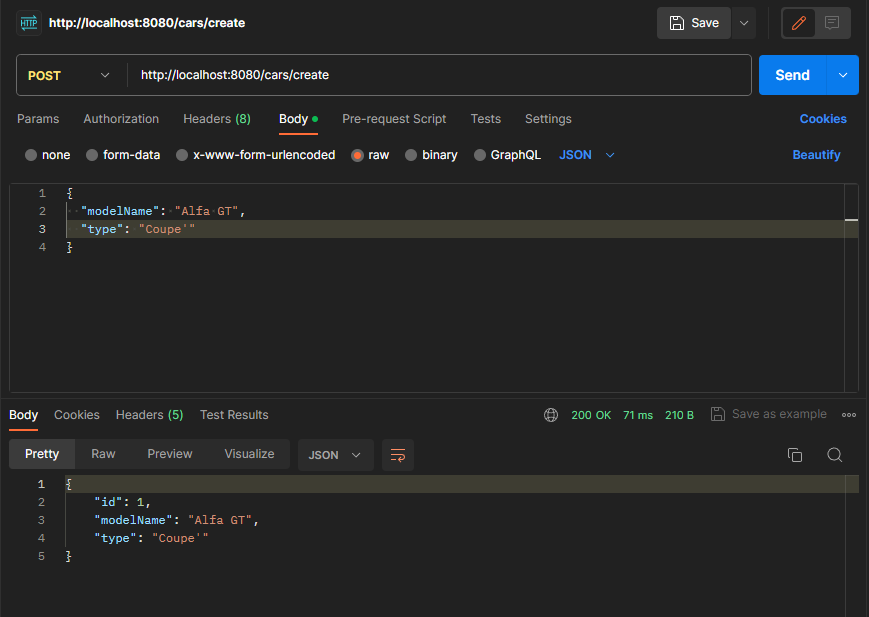 HTTP http://localhost:8080/cars/create Save
POST http://localhost:8080/cars/create Send
Params Authorization Headers (8) Body Pre-request Script Tests Settings Cookies
none form-data x-www-form-urlencoded raw binary GraphQL JSON Beautify
1 {
2 "modelName": "Alfa GT",
3 "type": "Coupe'"
4 }
Body Cookies Headers (5) Test Results 200 OK 71 ms 210 B Save as example
Pretty Raw Preview Visualize JSON
1 {
2 "id": 1,
3 "modelName": "Alfa GT",
4 "type": "Coupe'"
5 }